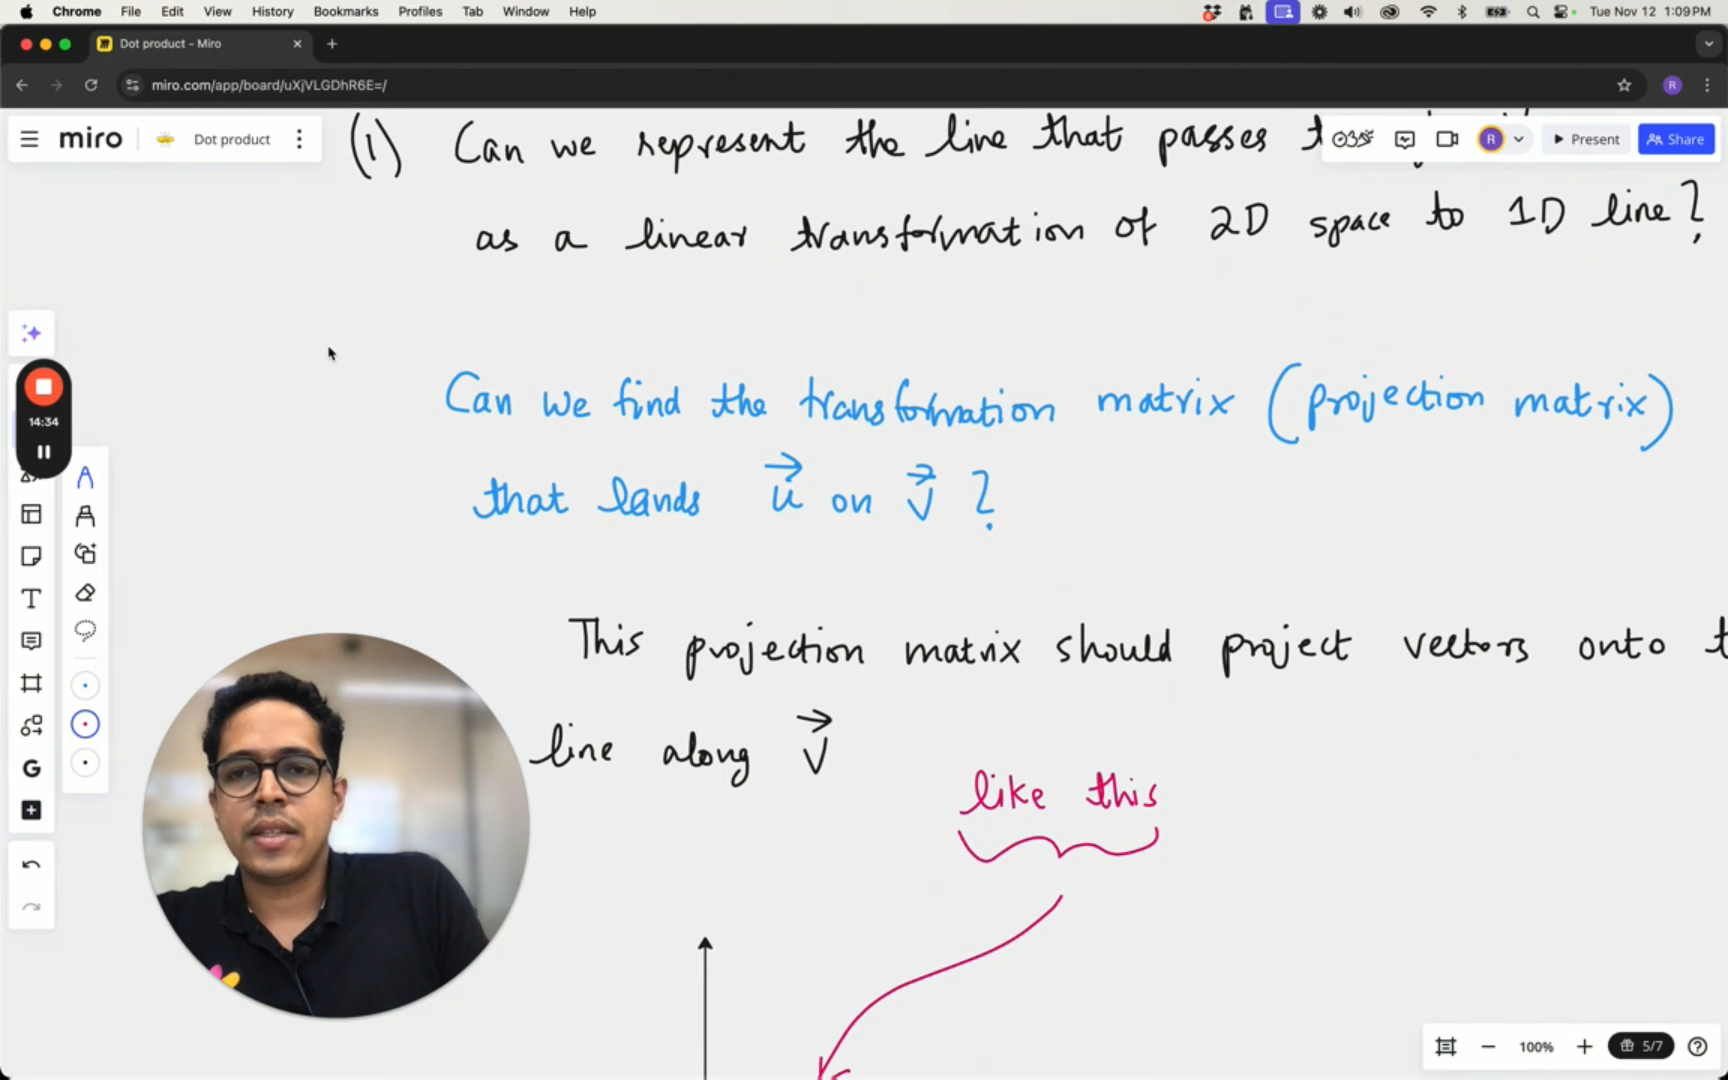 Chrome File Edit View History Bookmarks Profiles Tab Window Help Tue Nov 12 1:09 PM
Dot product - Miro
miro.com/app/board/uXjVLGDhR6E=/
miro Dot product
R Present Share
(1) Can we represent the line that passes
as a linear transformation of 2D space to 1D line?
14:34
Can we find the transformation matrix (projection matrix)
that lands u⃗ on v⃗ ?
This projection matrix should project vectors onto t
line along v⃗
like this
100% 5/7